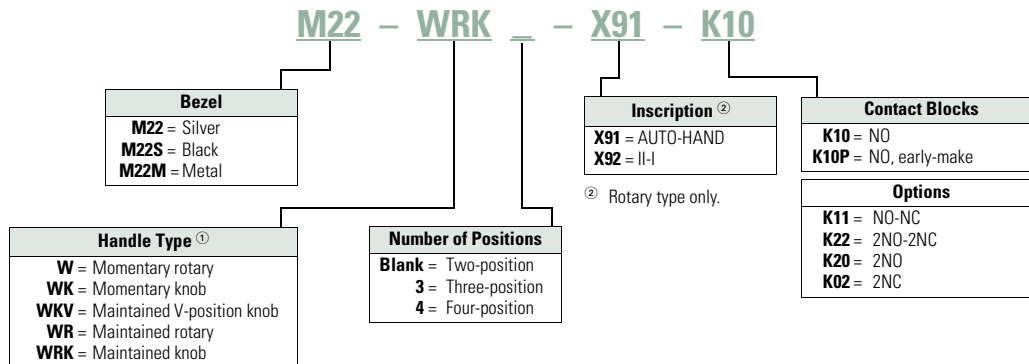 M22 – WRK _ – X91 – K10
Bezel
M22 = Silver
M22S = Black
M22M = Metal
Inscription ②
X91 = AUTO-HAND
X92 = II-I
② Rotary type only.
Contact Blocks
K10 = NO
K10P = NO, early-make
Options
K11 = NO-NC
K22 = 2NO-2NC
K20 = 2NO
K02 = 2NC
Handle Type ①
W = Momentary rotary
WK = Momentary knob
WKV = Maintained V-position knob
WR = Maintained rotary
WRK = Maintained knob
Number of Positions
Blank = Two-position
3 = Three-position
4 = Four-position